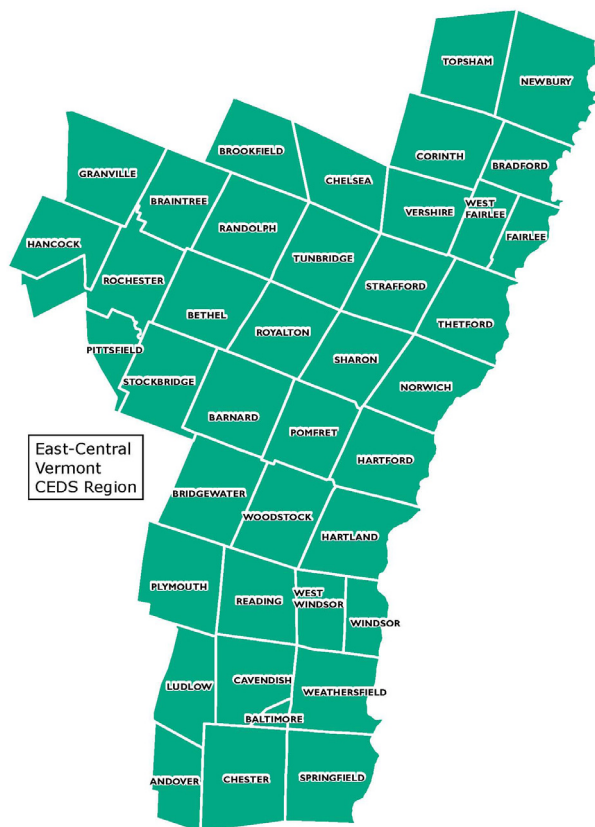 TOPSHAM
NEWBURY
BROOKFIELD
CORINTH
BRADFORD
GRANVILLE
CHELSEA
BRAINTREE
VERSHIRE
WEST
FAIRLEE
RANDOLPH
FAIRLEE
HANCOCK
TUNBRIDGE
ROCHESTER
STRAFFORD
BETHEL
THETFORD
ROYALTON
SHARON
PITTSFIELD
STOCKBRIDGE
NORWICH
BARNARD
POMFRET
HARTFORD
East-Central
Vermont
CEDS Region
BRIDGEWATER
WOODSTOCK
HARTLAND
PLYMOUTH
READING
WEST
WINDSOR
WINDSOR
CAVENDISH
LUDLOW
WEATHERSFIELD
BALTIMORE
ANDOVER
CHESTER
SPRINGFIELD